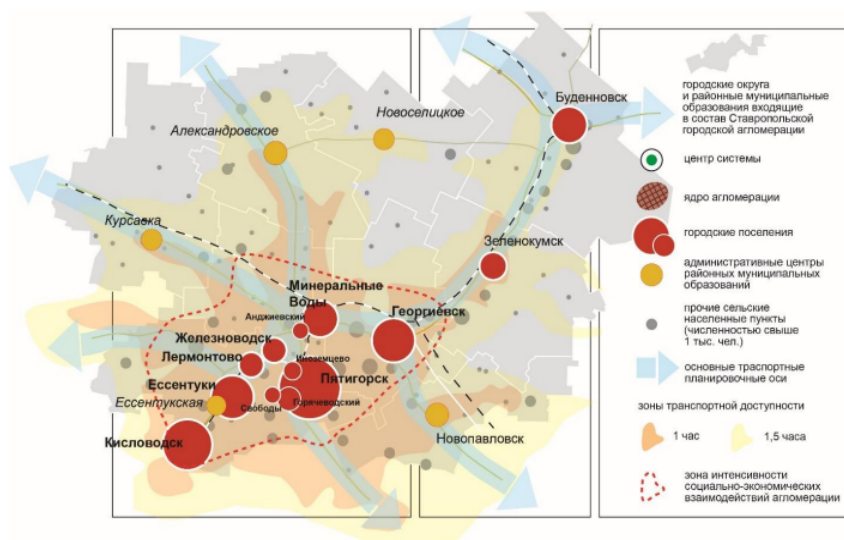 Буденновск
Новоселицкое
Александровское
Курсавка
Зеленокумск
Минеральные
Воды
Анджиевский
Георгиевск
Железноводск
Лермонтово
Иноземцево
Пятигорск
Ессентуки
Ессентукская
Свободы
Горячеводский
Новопавловск
Кисловодск
городские округа
и районные муниципальные
образования входящие
в состав Ставропольской
городской агломерации
центр системы
ядро агломерации
городские поселения
административные центры
районных муниципальных
образований
прочие сельские
населенные пункты
(численностью свыше
1 тыс. чел.)
основные траспортные
планировочные оси
зоны транспортной доступности
1 час
1,5 часа
зона интенсивности
социально-экономических
взаимодействий агломерации